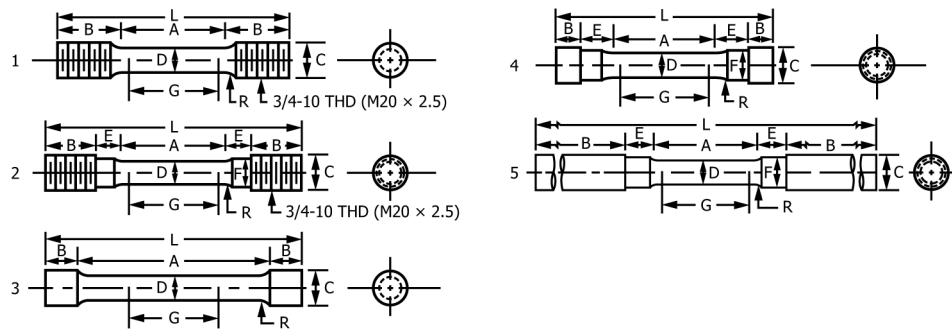 L
B A B
1 D C
G R
3/4-10 THD (M20 × 2.5)
L
B E A E B
2 D F C
G R
3/4-10 THD (M20 × 2.5)
L
B A B
3 D C
G R
L
B E A E B
4 D F C
G R
L
B E A E B
5 D F C
G R